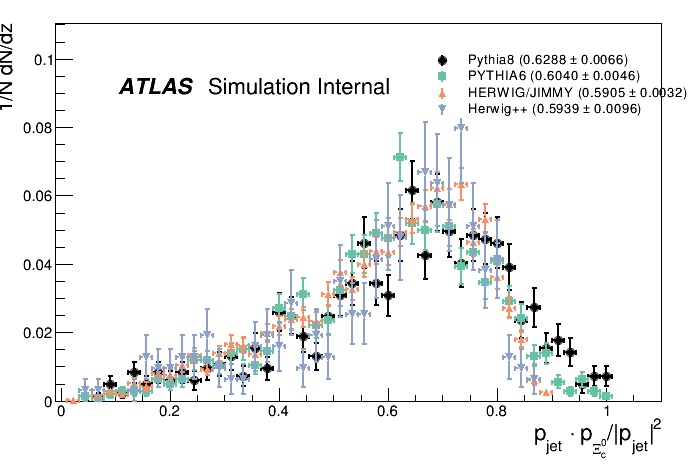 1/N dN/dz
0.1
0.08
0.06
0.04
0.02
0
ATLAS Simulation Internal
Pythia8 (0.6288 ± 0.0066)
PYTHIA6 (0.6040 ± 0.0046)
HERWIG/JIMMY (0.5905 ± 0.0032)
Herwig++ (0.5939 ± 0.0096)
0 0.2 0.4 0.6 0.8 1
p_jet · p_Ξ_c^0/|p_jet|^2